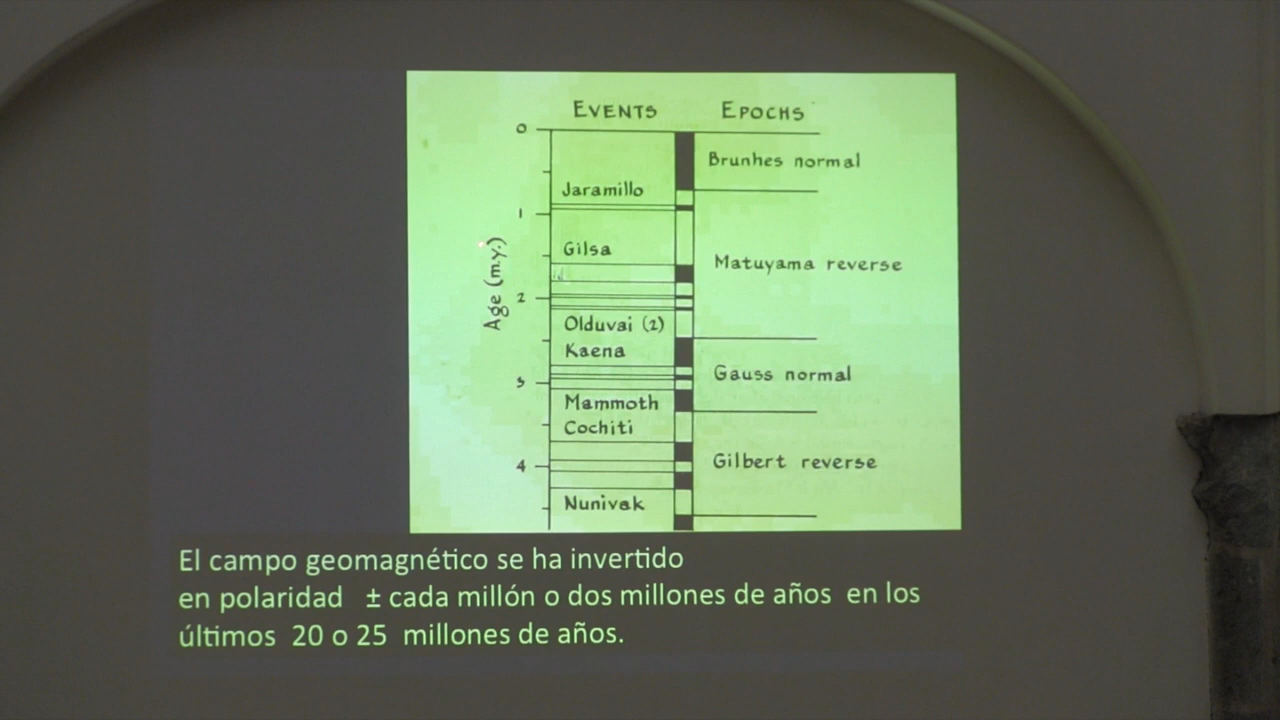 EVENTS EPOCHS
0
Brunhes normal
Jaramillo
1
Gilsa
Matuyama reverse
Age (m.y.)
2
Olduvai (2)
Kaena
Gauss normal
3
Mammoth
Cochiti
4
Gilbert reverse
Nunivak
El campo geomagnético se ha invertido
en polaridad ± cada millón o dos millones de años en los
últimos 20 o 25 millones de años.